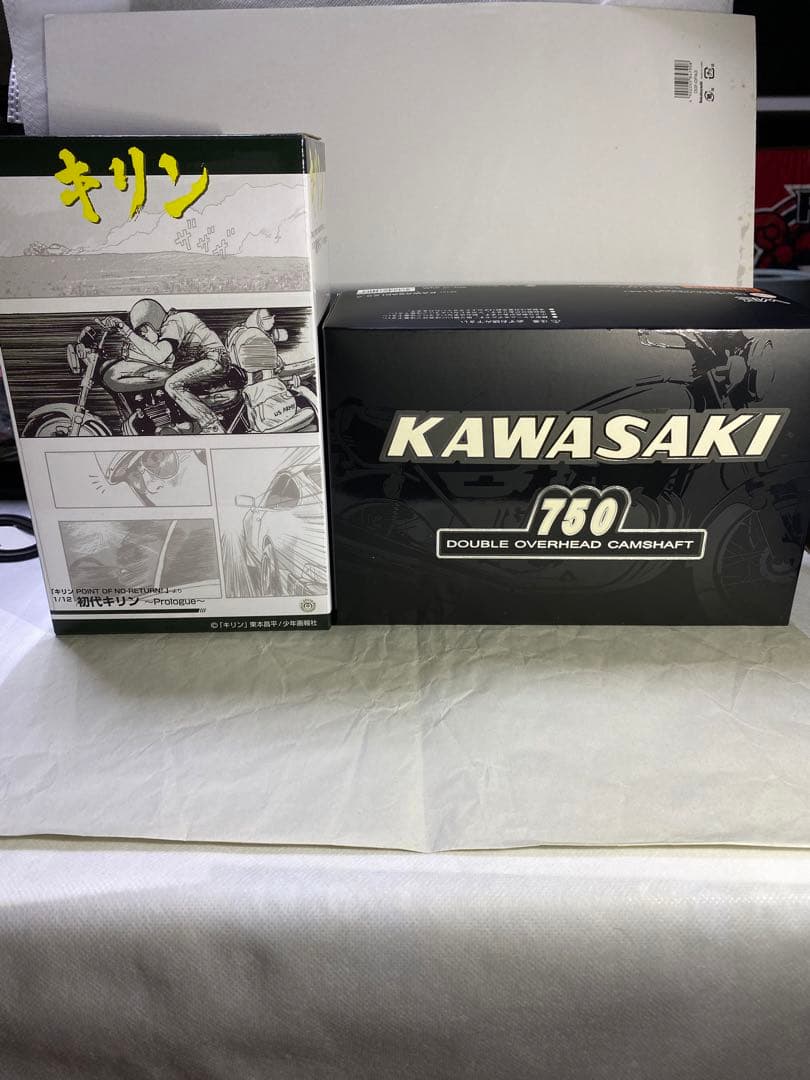 キリン
ザザザ
US ARMY
「キリン POINT OF NO-RETURN!」より
1/12 初代キリン 〜Prologue〜
©「キリン」東本昌平/少年画報社
KAWASAKI
750
DOUBLE OVERHEAD CAMSHAFT